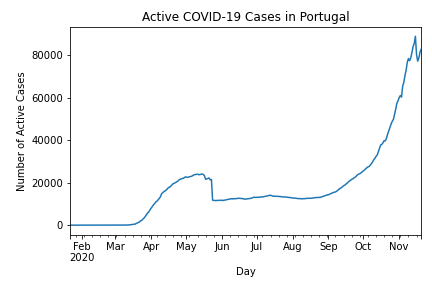 Active COVID-19 Cases in Portugal
Number of Active Cases
80000
60000
40000
20000
0
Feb Mar Apr May Jun Jul Aug Sep Oct Nov
2020
Day